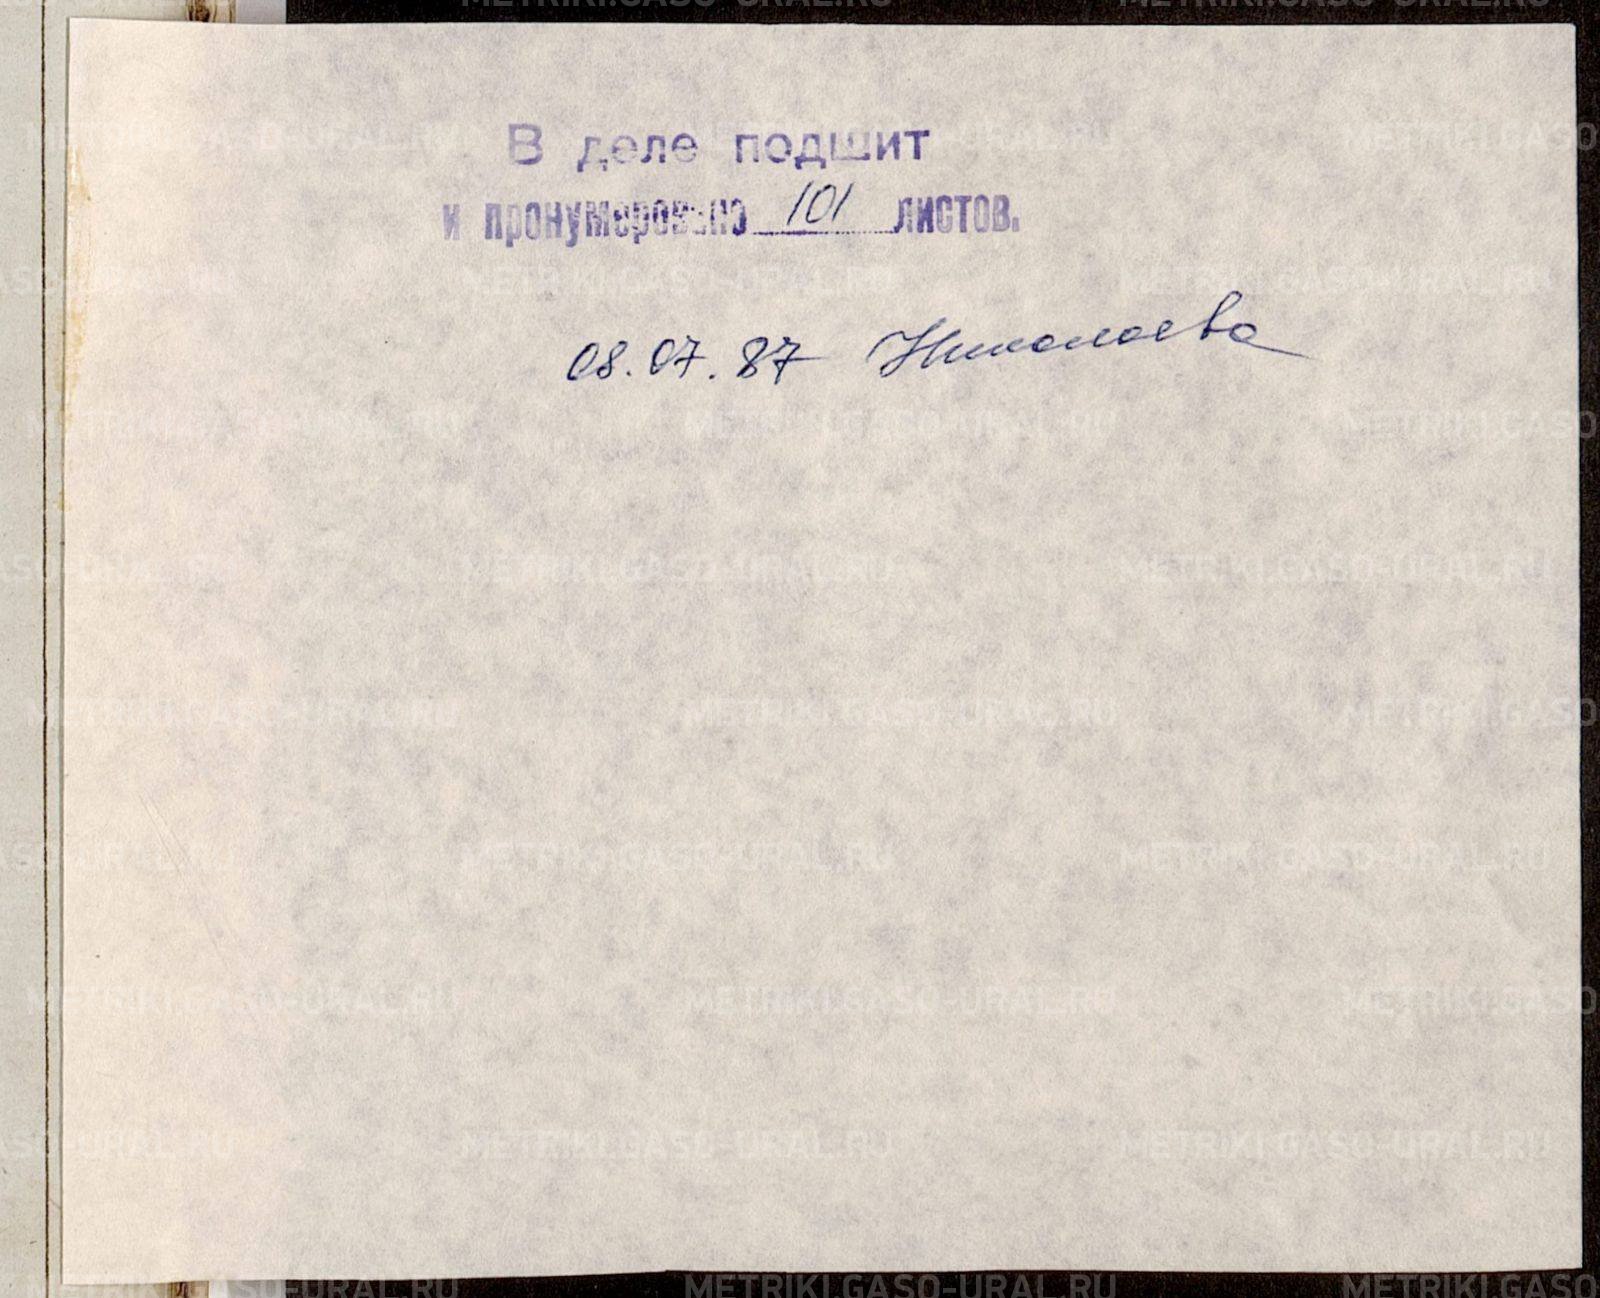 В деле подшит
и пронумеровано 101 листов.
08.07.87 Николаева